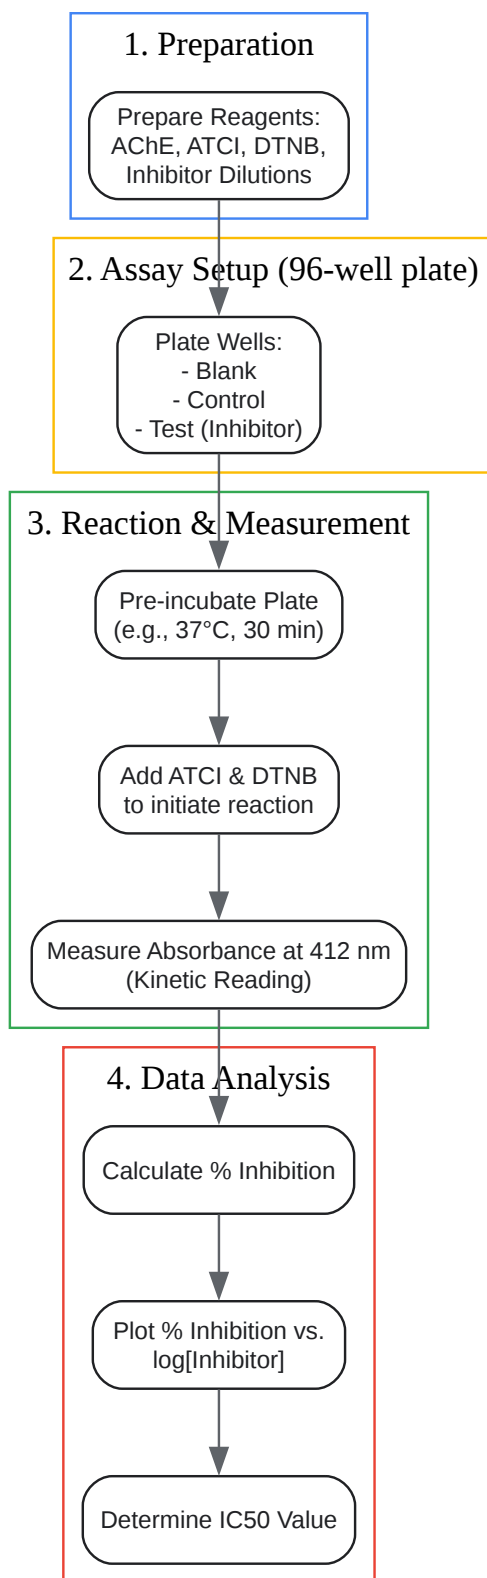 1. Preparation
Prepare Reagents:
AChE, ATCI, DTNB,
Inhibitor Dilutions
2. Assay Setup (96-well plate)
Plate Wells:
- Blank
- Control
- Test (Inhibitor)
3. Reaction & Measurement
Pre-incubate Plate
(e.g., 37°C, 30 min)
Add ATCI & DTNB
to initiate reaction
Measure Absorbance at 412 nm
(Kinetic Reading)
4. Data Analysis
Calculate % Inhibition
Plot % Inhibition vs.
log[Inhibitor]
Determine IC50 Value